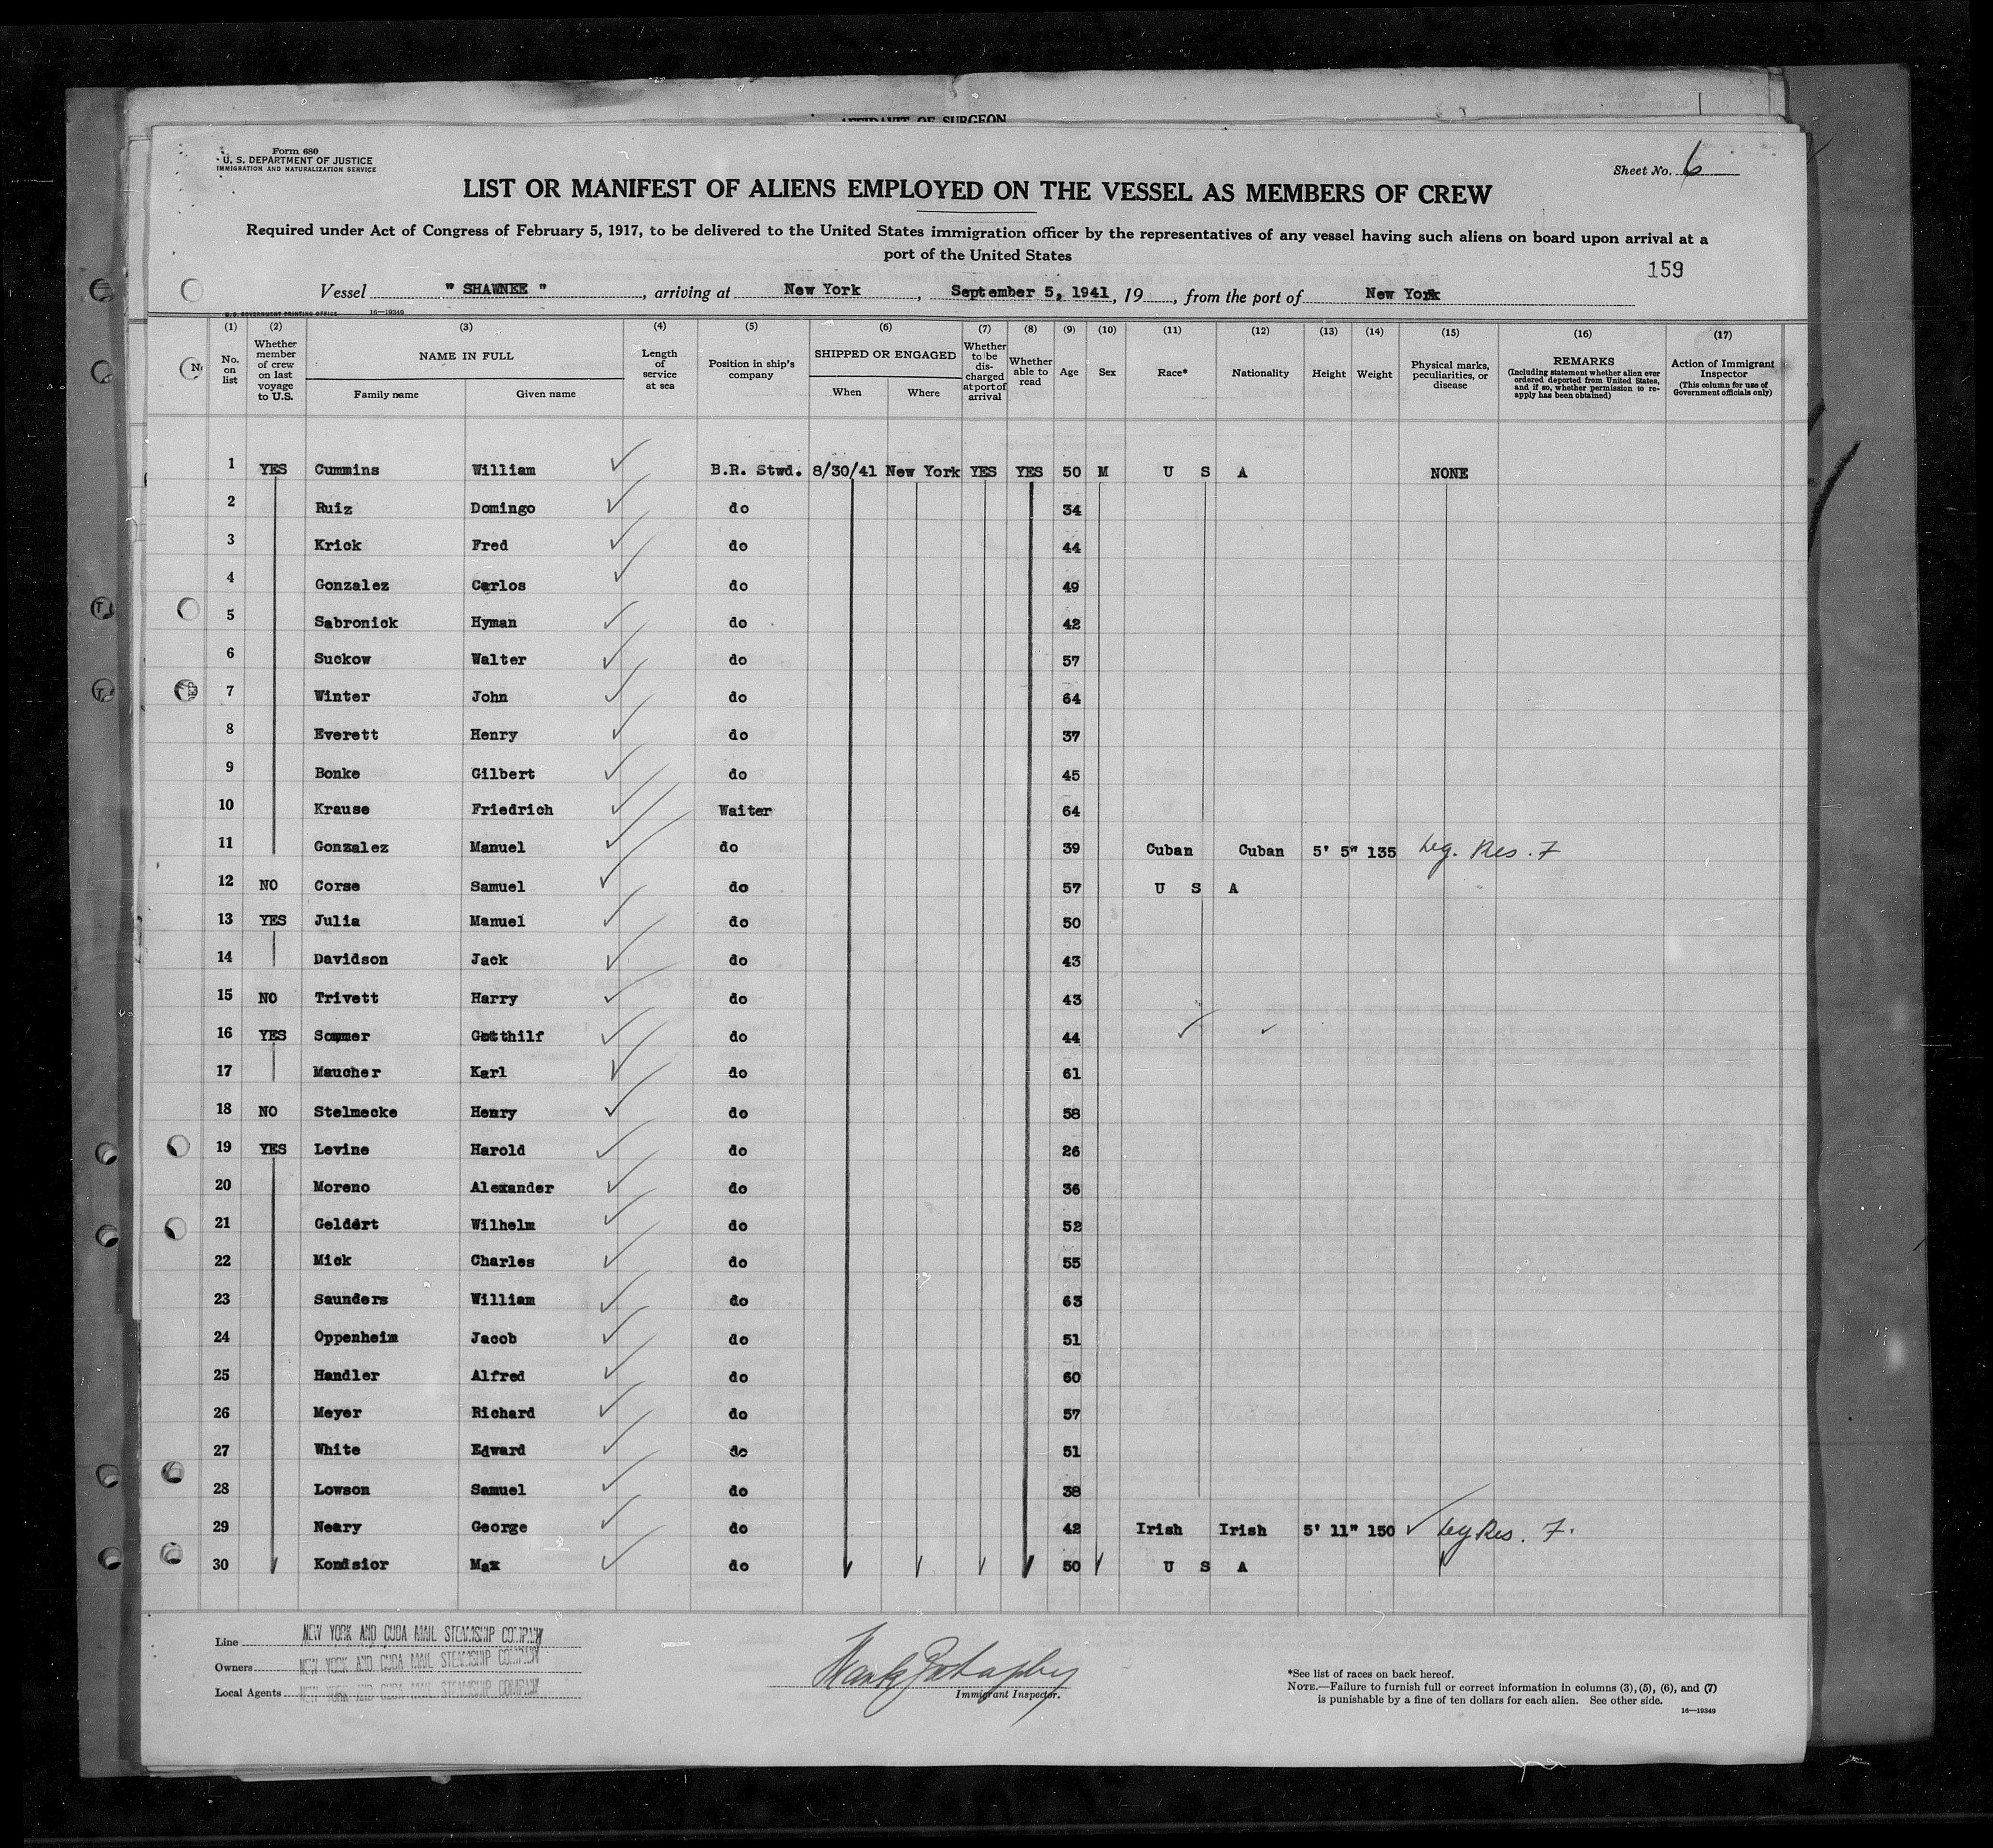 AFFIDAVIT OF SURGEON
Form 680
U. S. DEPARTMENT OF JUSTICE
IMMIGRATION AND NATURALIZATION SERVICE
Sheet No. 6
LIST OR MANIFEST OF ALIENS EMPLOYED ON THE VESSEL AS MEMBERS OF CREW
Required under Act of Congress of February 5, 1917, to be delivered to the United States immigration officer by the representatives of any vessel having such aliens on board upon arrival at a
port of the United States
159
Vessel " SHAWNEE ", arriving at New York, September 5, 1941, 19, from the port of New York
U. S. GOVERNMENT PRINTING OFFICE 16—19349
(1) (2) (3) (4) (5) (6) (7) (8) (9) (10) (11) (12) (13) (14) (15) (16) (17)
No. on list
Whether member of crew on last voyage to U.S.
NAME IN FULL
Family name Given name
Length of service at sea
Position in ship's company
SHIPPED OR ENGAGED
When Where
Whether to be discharged at port of arrival
Whether able to read
Age Sex Race* Nationality Height Weight
Physical marks, peculiarities, or disease
REMARKS
(Including statement whether alien ever ordered deported from United States, and if so, whether permission to re-apply has been obtained)
Action of Immigrant Inspector
(This column for use of Government officials only)
1 YES Cummins William B.R. Stwd. 8/30/41 New York YES YES 50 M U S A NONE
2 Ruiz Domingo do 34
3 Krick Fred do 44
4 Gonzalez Carlos do 49
5 Sabronick Hyman do 42
6 Suckow Walter do 57
7 Winter John do 64
8 Everett Henry do 37
9 Bonke Gilbert do 45
10 Krause Friedrich Waiter 64
11 Gonzalez Manuel do 39 Cuban Cuban 5' 5" 135 Leg. Res. F
12 NO Corse Samuel do 57 U S A
13 YES Julia Manuel do 50
14 Davidson Jack do 43
15 NO Trivett Harry do 43
16 YES Sommer Gotthilf do 44
17 Maucher Karl do 61
18 NO Stelmecke Henry do 58
19 YES Levine Harold do 26
20 Moreno Alexander do 36
21 Geldert Wilhelm do 52
22 Mick Charles do 55
23 Saunders William do 63
24 Oppenheim Jacob do 51
25 Handler Alfred do 60
26 Meyer Richard do 57
27 White Edward do 51
28 Lowson Samuel do 38
29 Neary George do 42 Irish Irish 5' 11" 150 Leg Res. F.
30 Max do 50 U S A
Line NEW YORK AND CUBA MAIL STEAMSHIP COMPANY
Owners NEW YORK AND CUBA MAIL STEAMSHIP COMPANY
Local Agents NEW YORK AND CUBA MAIL STEAMSHIP COMPANY
Immigrant Inspector.
*See list of races on back hereof.
NOTE.—Failure to furnish full or correct information in columns (3), (5), (6), and (7)
is punishable by a fine of ten dollars for each alien. See other side.
16—19349